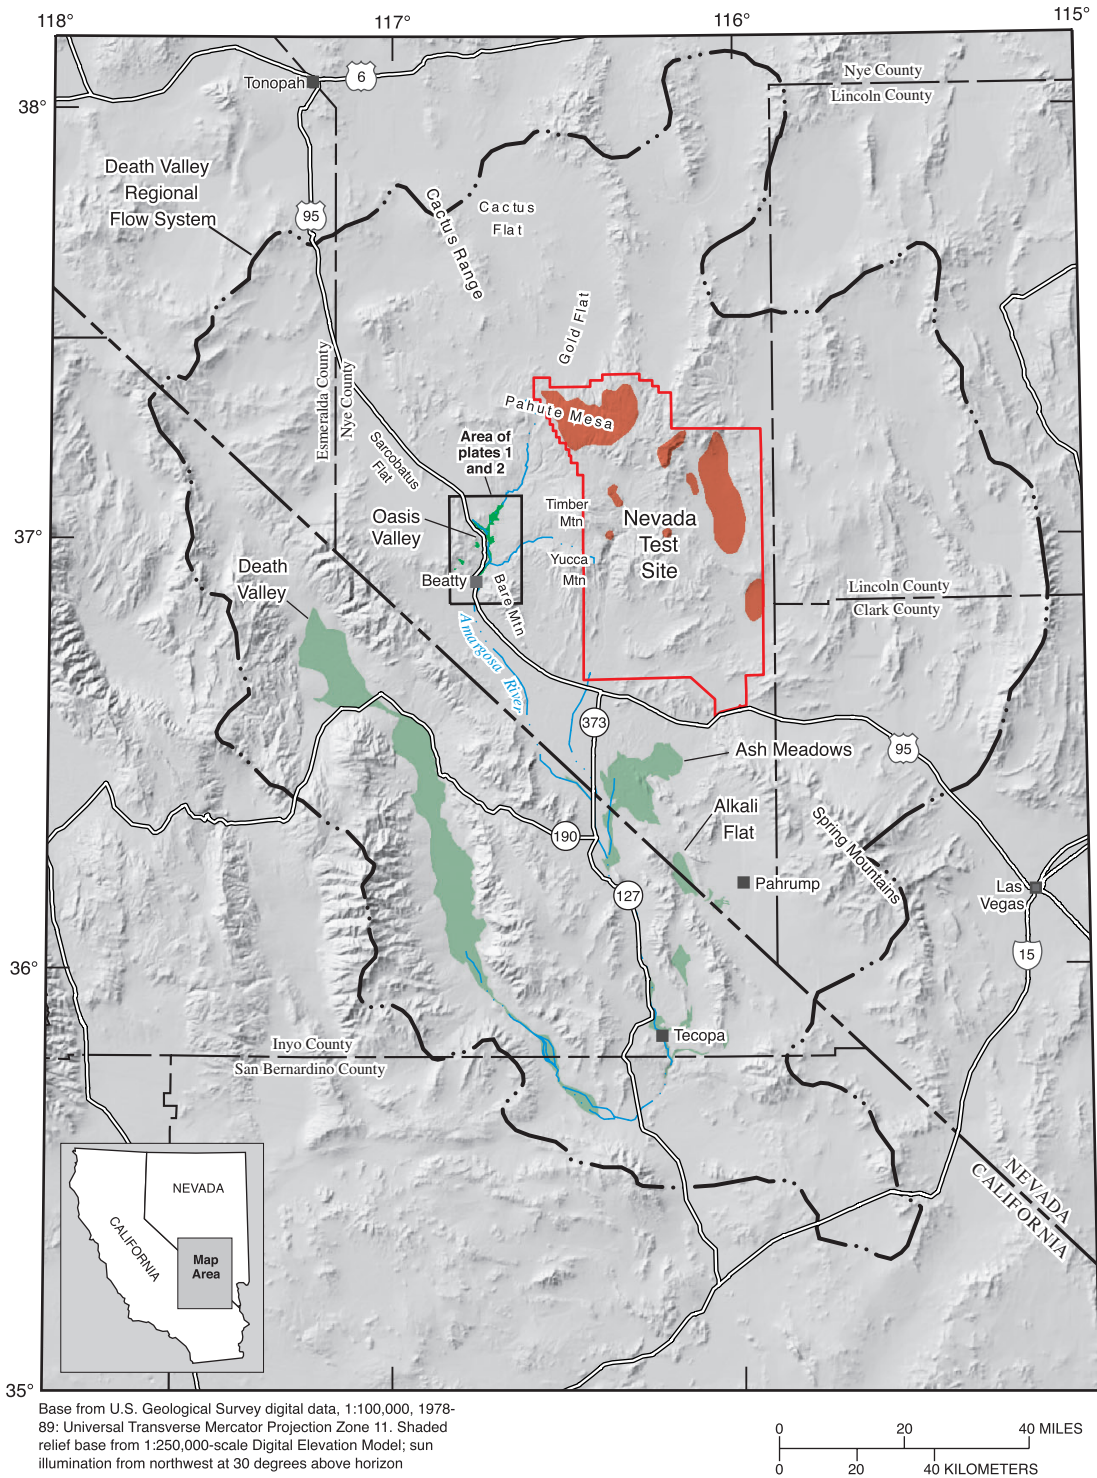 118°
117°
116°
115°
Tonopah
6
Nye County
Lincoln County
38°
Death Valley
Regional
Flow System
95
Cactus Range
Cactus
Flat
Gold Flat
Esmeralda County
Nye County
Pahute Mesa
Sarcobatus
Flat
Area of
plates 1
and 2
Timber
Mtn
Oasis
Valley
Nevada
Test
Site
37°
Yucca
Mtn
Death
Valley
Beatty
Bare Mtn
Lincoln County
Clark County
Amargosa River
373
Ash Meadows
95
Alkali
Flat
Spring Mountains
190
Pahrump
Las
Vegas
127
15
36°
Tecopa
Inyo County
San Bernardino County
NEVADA
CALIFORNIA
NEVADA
CALIFORNIA
Map
Area
35°
Base from U.S. Geological Survey digital data, 1:100,000, 1978-
89: Universal Transverse Mercator Projection Zone 11. Shaded
relief base from 1:250,000-scale Digital Elevation Model; sun
illumination from northwest at 30 degrees above horizon
0 20 40 MILES
0 20 40 KILOMETERS